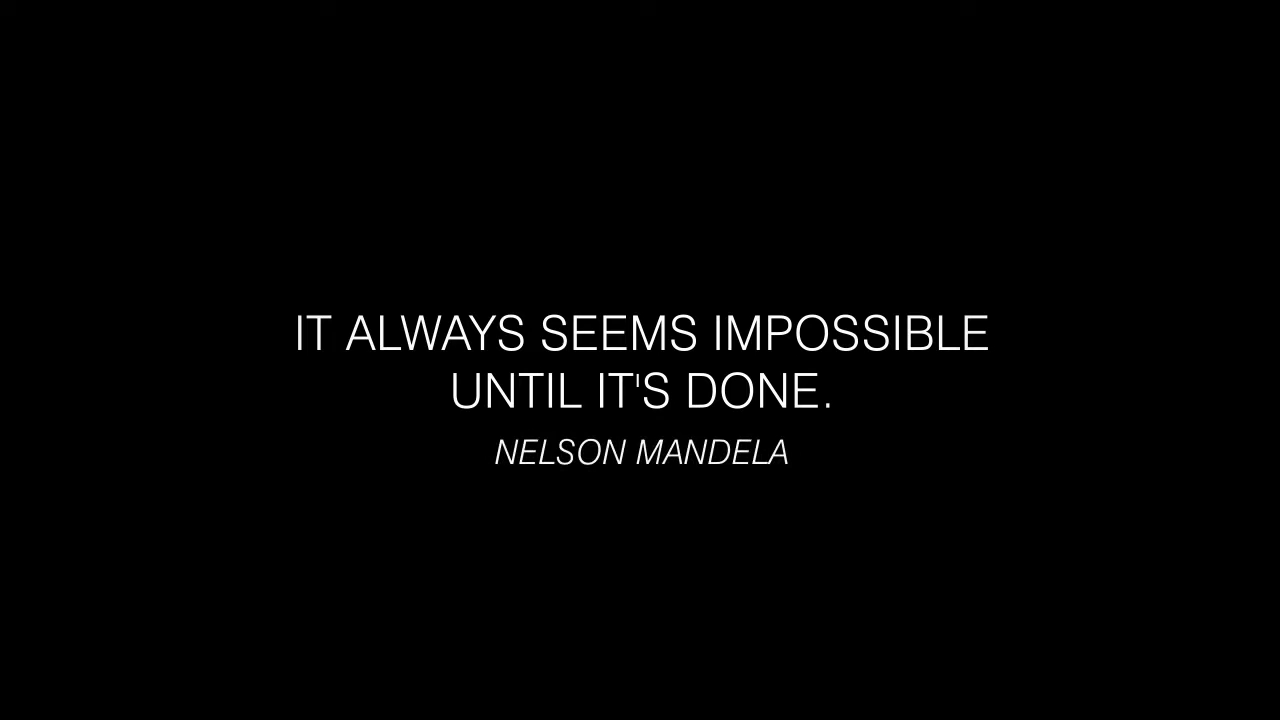 IT ALWAYS SEEMS IMPOSSIBLE
UNTIL IT'S DONE.
NELSON MANDELA